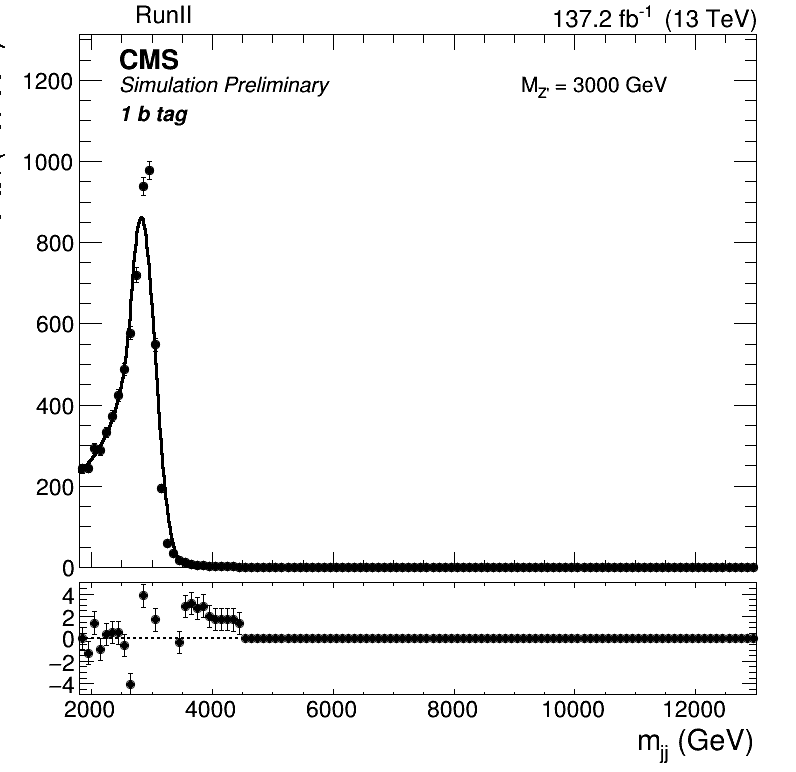 RunII 137.2 fb⁻¹ (13 TeV)
CMS
Simulation Preliminary
M_Z' = 3000 GeV
1 b tag
1200
1000
800
600
400
200
0
4
2
0
−2
−4
2000 4000 6000 8000 10000 12000
m_jj (GeV)